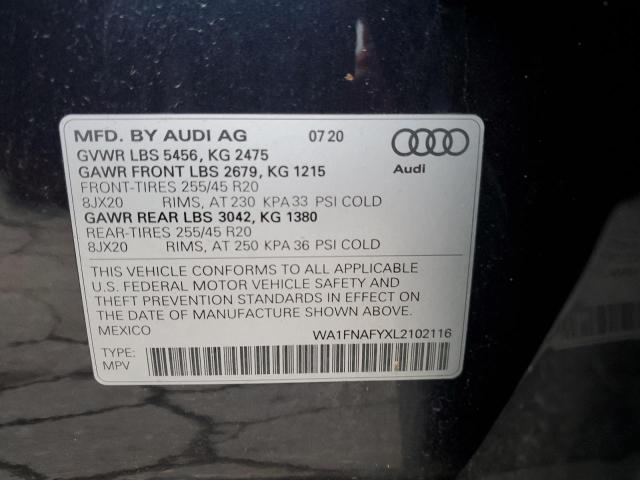 MFD. BY AUDI AG 07 20
GVWR LBS 5456, KG 2475
GAWR FRONT LBS 2679, KG 1215
FRONT-TIRES 255/45 R20
8JX20 RIMS, AT 230 KPA 33 PSI COLD
GAWR REAR LBS 3042, KG 1380
REAR-TIRES 255/45 R20
8JX20 RIMS, AT 250 KPA 36 PSI COLD
Audi
THIS VEHICLE CONFORMS TO ALL APPLICABLE
U.S. FEDERAL MOTOR VEHICLE SAFETY AND
THEFT PREVENTION STANDARDS IN EFFECT ON
THE DATE OF MANUFACTURE SHOWN ABOVE.
MEXICO WA1FNAFYXL2102116
TYPE:
MPV